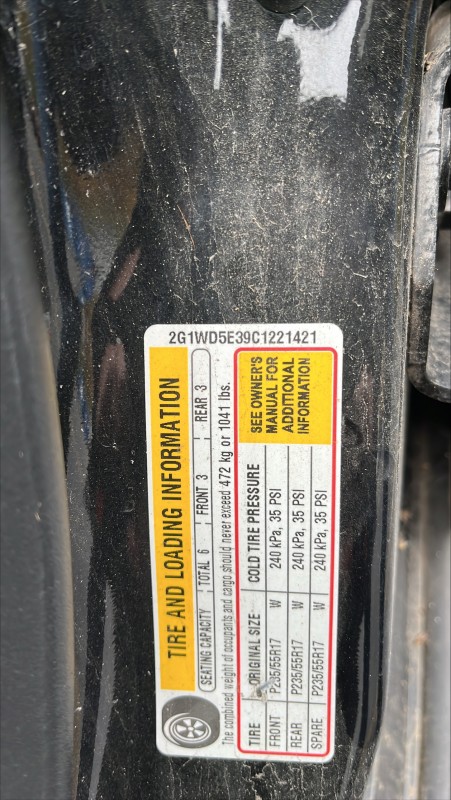 2G1WD5E39C1221421
TIRE AND LOADING INFORMATION
SEATING CAPACITY TOTAL 6 FRONT 3 REAR 3
The combined weight of occupants and cargo should never exceed 472 kg or 1041 lbs.
TIRE ORIGINAL SIZE COLD TIRE PRESSURE
FRONT P235/55R17 W 240 kPa, 35 PSI
REAR P235/55R17 W 240 kPa, 35 PSI
SPARE P235/55R17 W 240 kPa, 35 PSI
SEE OWNER'S
MANUAL FOR
ADDITIONAL
INFORMATION